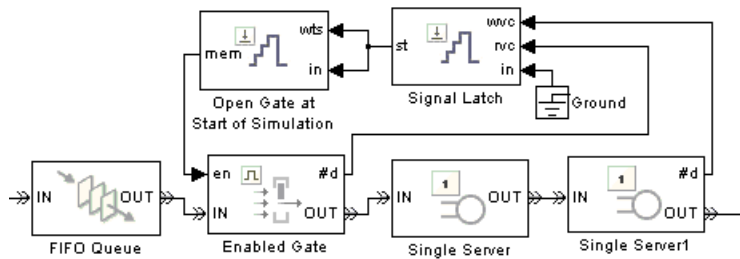 wts
mem
in
Open Gate at
Start of Simulation
wvc
st
rvc
in
Signal Latch
Ground
IN
OUT
FIFO Queue
en
#d
IN
OUT
Enabled Gate
1
IN
OUT
Single Server
1
#d
IN
OUT
Single Server1